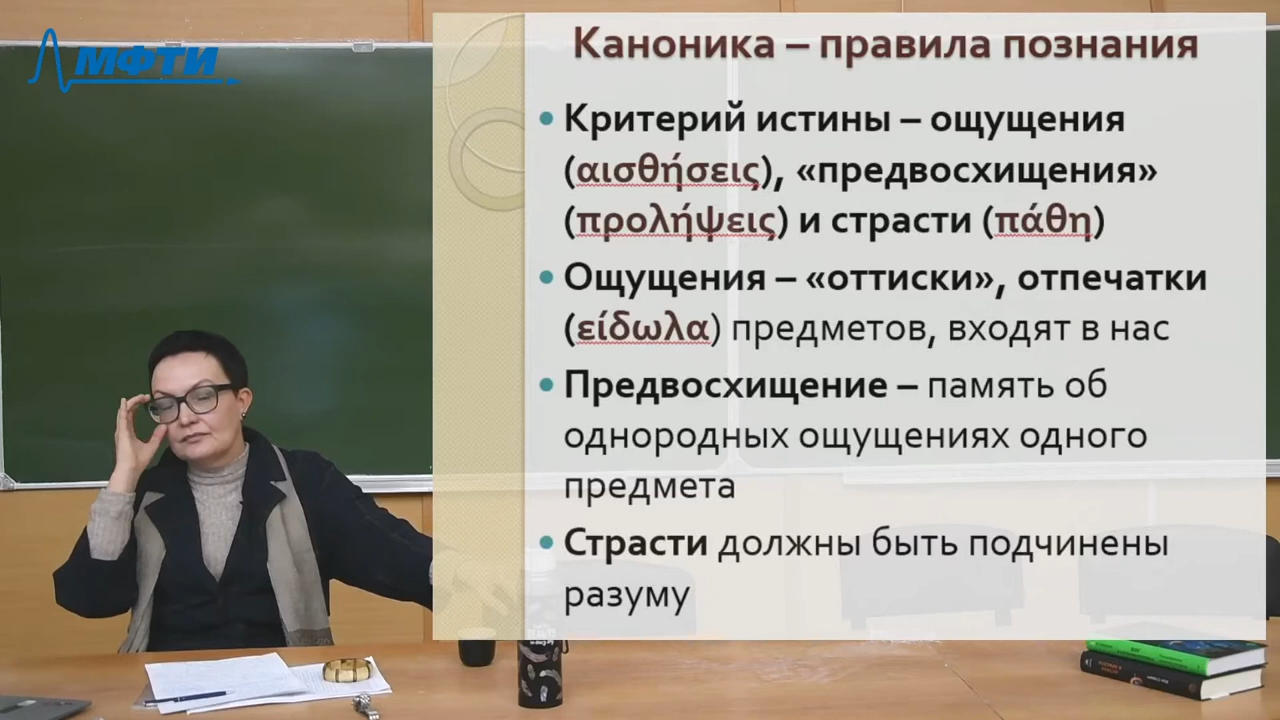 МФТИ
Каноника – правила познания
• Критерий истины – ощущения
(αισθήσεις), «предвосхищения»
(προλήψεις) и страсти (πάθη)
• Ощущения – «оттиски», отпечатки
(είδωλα) предметов, входят в нас
• Предвосхищение – память об
однородных ощущениях одного
предмета
• Страсти должны быть подчинены
разуму